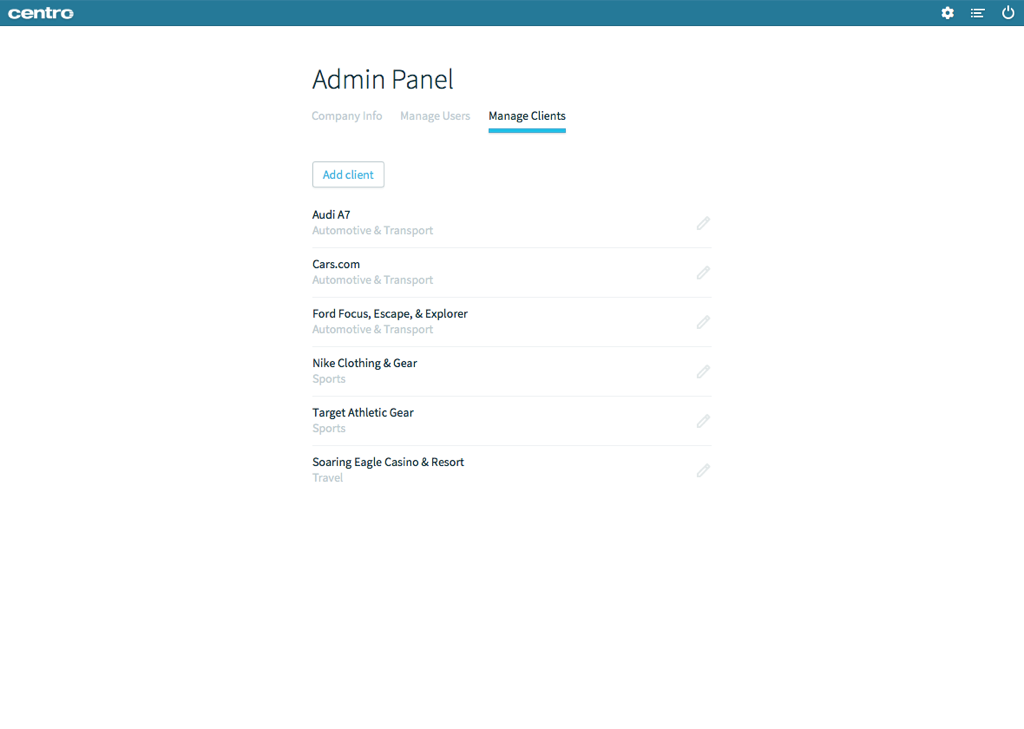 centro
Admin Panel
Company Info Manage Users Manage Clients
Add client
Audi A7
Automotive & Transport
Cars.com
Automotive & Transport
Ford Focus, Escape, & Explorer
Automotive & Transport
Nike Clothing & Gear
Sports
Target Athletic Gear
Sports
Soaring Eagle Casino & Resort
Travel